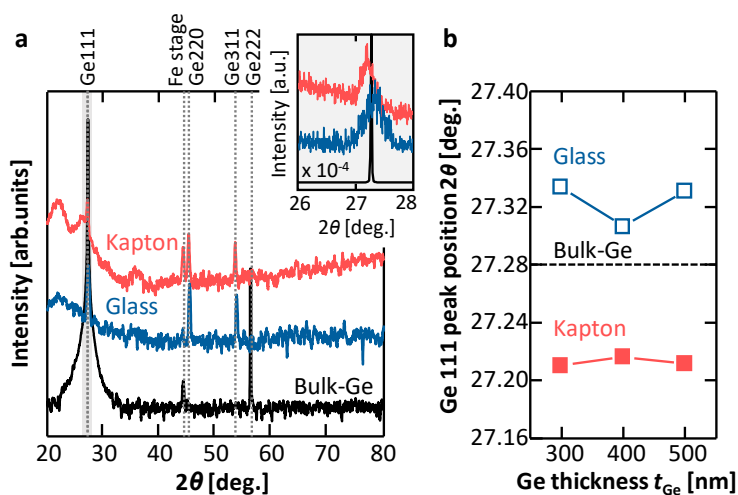 a
Ge111
Fe stage
Ge220
Ge311
Ge222
Intensity [arb.units]
Kapton
Glass
Bulk-Ge
20 30 40 50 60 70 80
2θ [deg.]
Intensity [a.u.]
x 10-4
26 27 28
2θ [deg.]
b
Ge 111 peak position 2θ [deg.]
27.40
27.36
27.32
27.28
27.24
27.20
27.16
Glass
Bulk-Ge
Kapton
300 400 500
Ge thickness tGe [nm]